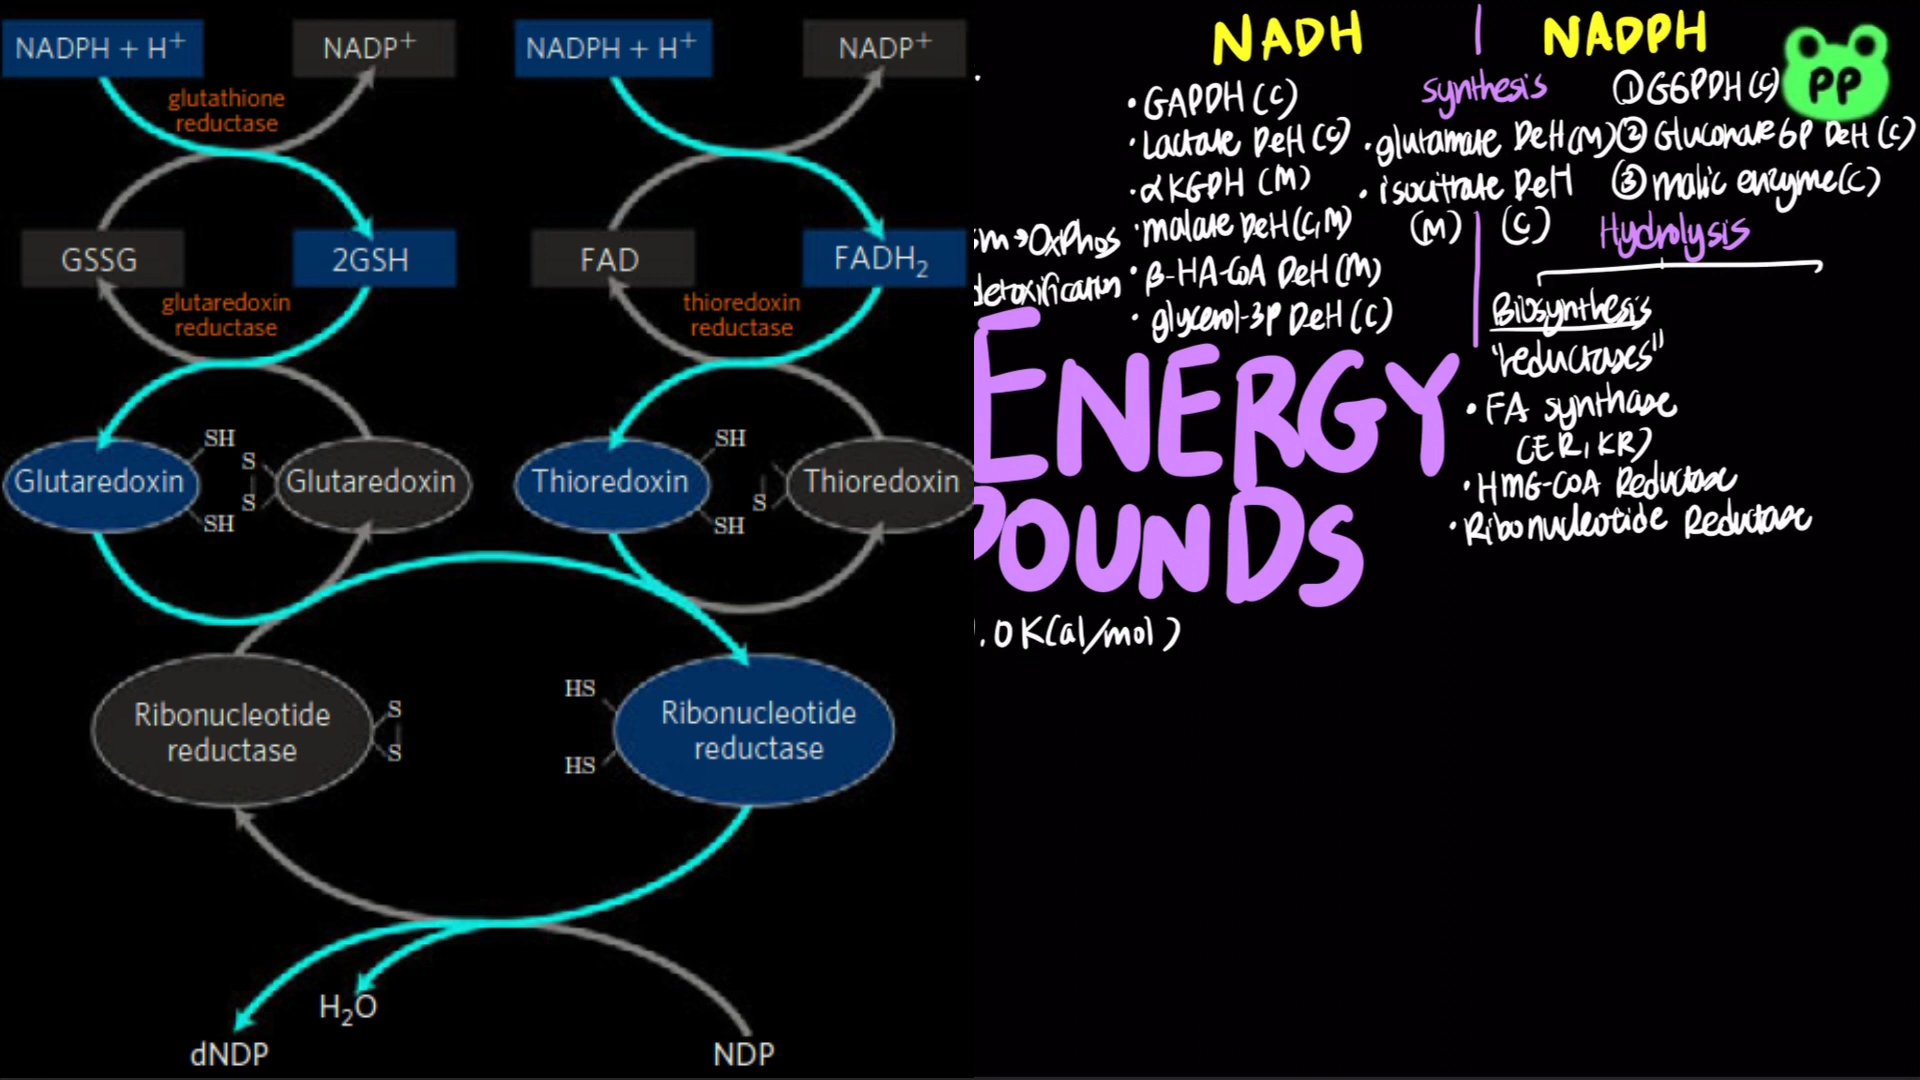 NADPH + H⁺
NADP⁺
NADPH + H⁺
NADP⁺
glutathione
reductase
GSSG
2GSH
FAD
FADH₂
glutaredoxin
reductase
thioredoxin
reductase
Glutaredoxin
SH
SH
S
S
Glutaredoxin
Thioredoxin
SH
SH
S
Thioredoxin
Ribonucleotide
reductase
S
S
HS
HS
Ribonucleotide
reductase
H₂O
dNDP
NDP
NADH
NADPH
PP
synthesis
• GAPDH (C)
• Lactate DeH (C)
• αKGDH (M)
• malate DeH (C, M)
• β-HA-CoA DeH (M)
• glycerol-3P DeH (C)
• glutamate DeH (M)
• isocitrate DeH
(M)
(C)
① G6PDH (C)
② Gluconate 6P DeH (C)
③ malic enzyme (C)
Hydrolysis
Biosynthesis
"reductases"
• FA synthase
(ER, KR)
• HMG-CoA Reductase
• Ribonucleotide Reductase
sm → OxPhos
detoxification
ENERGY
POUNDS
.0 KCal/mol)